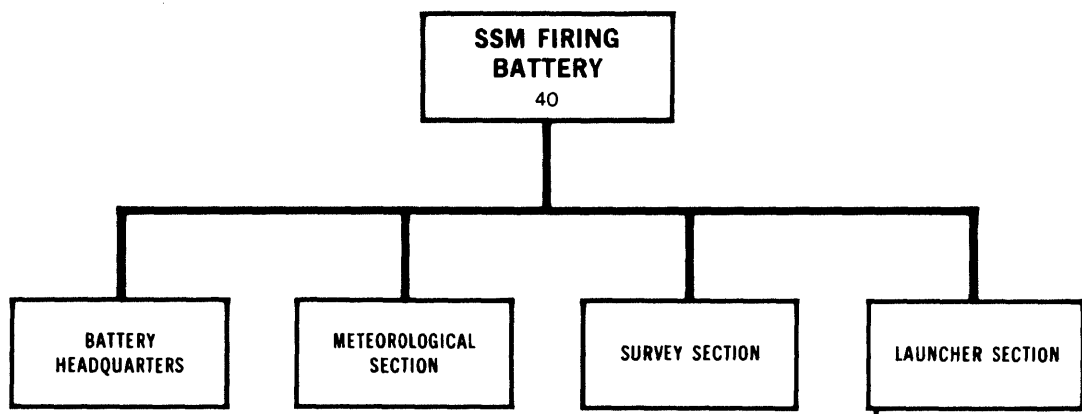 SSM FIRING
BATTERY
40
BATTERY
HEADQUARTERS
METEOROLOGICAL
SECTION
SURVEY SECTION
LAUNCHER SECTION